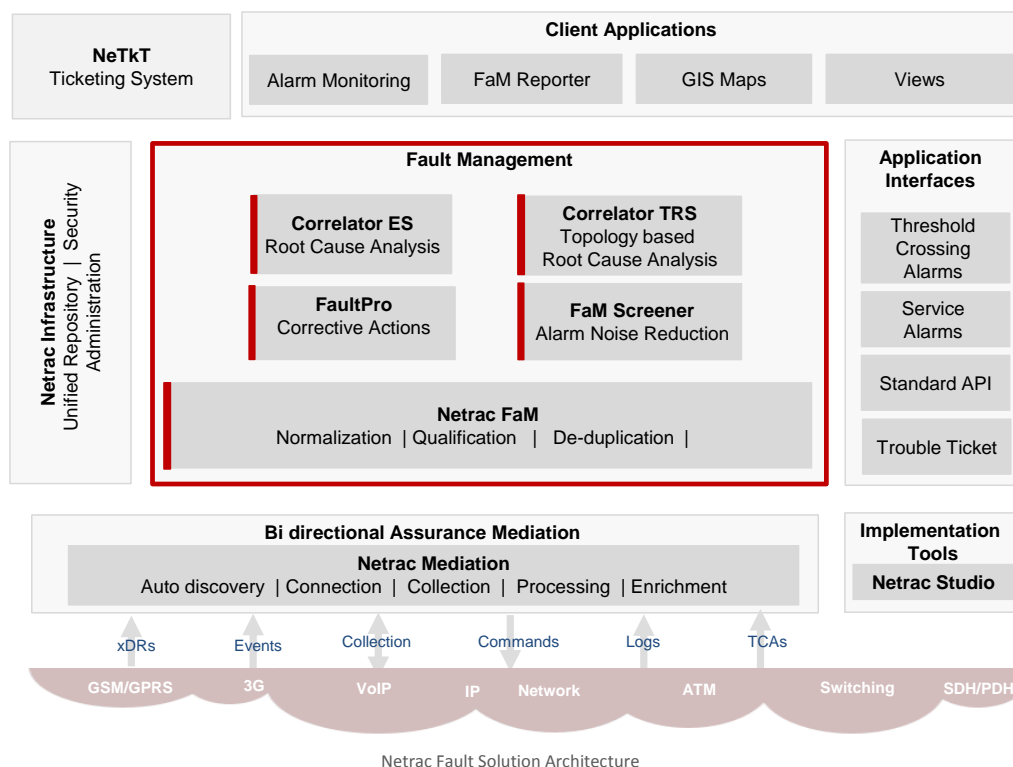 NeTkT
Ticketing System
Client Applications
Alarm Monitoring
FaM Reporter
GIS Maps
Views
Netrac Infrastructure
Unified Repository | Security
Administration
Fault Management
Correlator ES
Root Cause Analysis
Correlator TRS
Topology based
Root Cause Analysis
FaultPro
Corrective Actions
FaM Screener
Alarm Noise Reduction
Netrac FaM
Normalization | Qualification | De-duplication |
Application
Interfaces
Threshold
Crossing
Alarms
Service
Alarms
Standard API
Trouble Ticket
Bi directional Assurance Mediation
Netrac Mediation
Auto discovery | Connection | Collection | Processing | Enrichment
Implementation
Tools
Netrac Studio
xDRs
Events
Collection
Commands
Logs
TCAs
GSM/GPRS
3G
VoIP
IP Network
ATM
Switching
SDH/PDH
Netrac Fault Solution Architecture